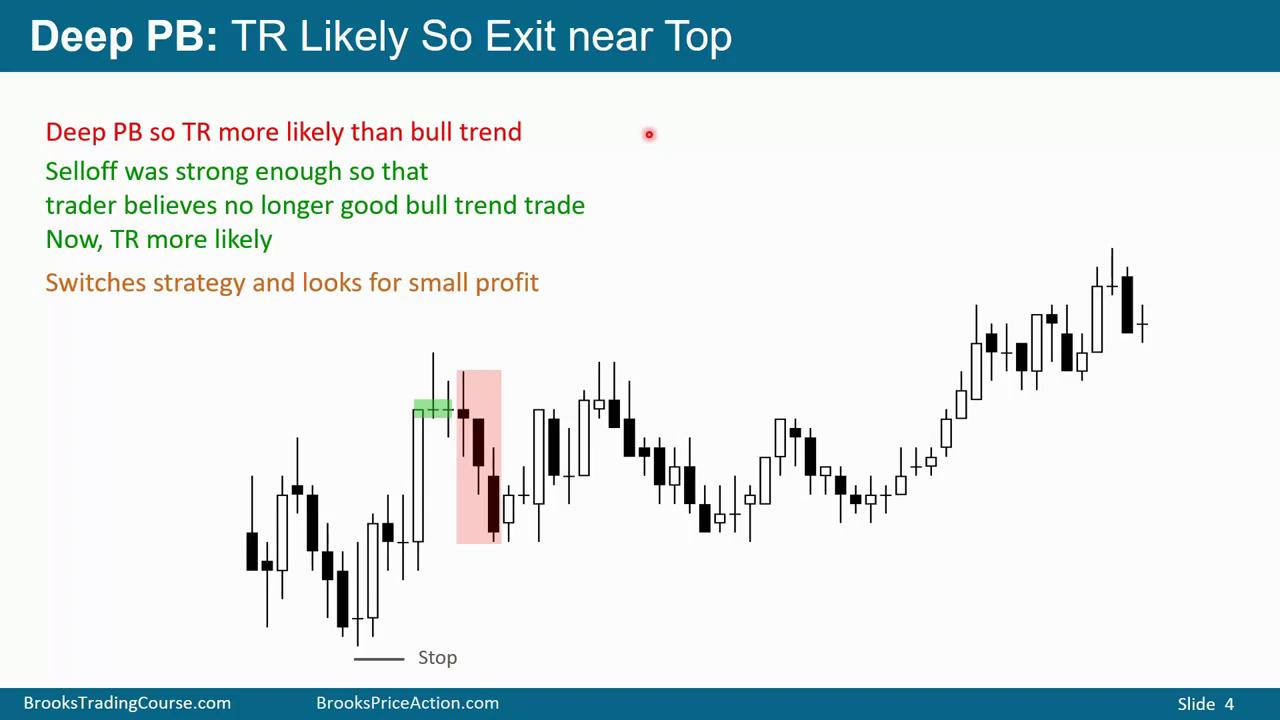 Deep PB: TR Likely So Exit near Top
Deep PB so TR more likely than bull trend
Selloff was strong enough so that
trader believes no longer good bull trend trade
Now, TR more likely
Switches strategy and looks for small profit
Stop
BrooksTradingCourse.com
BrooksPriceAction.com
Slide 4